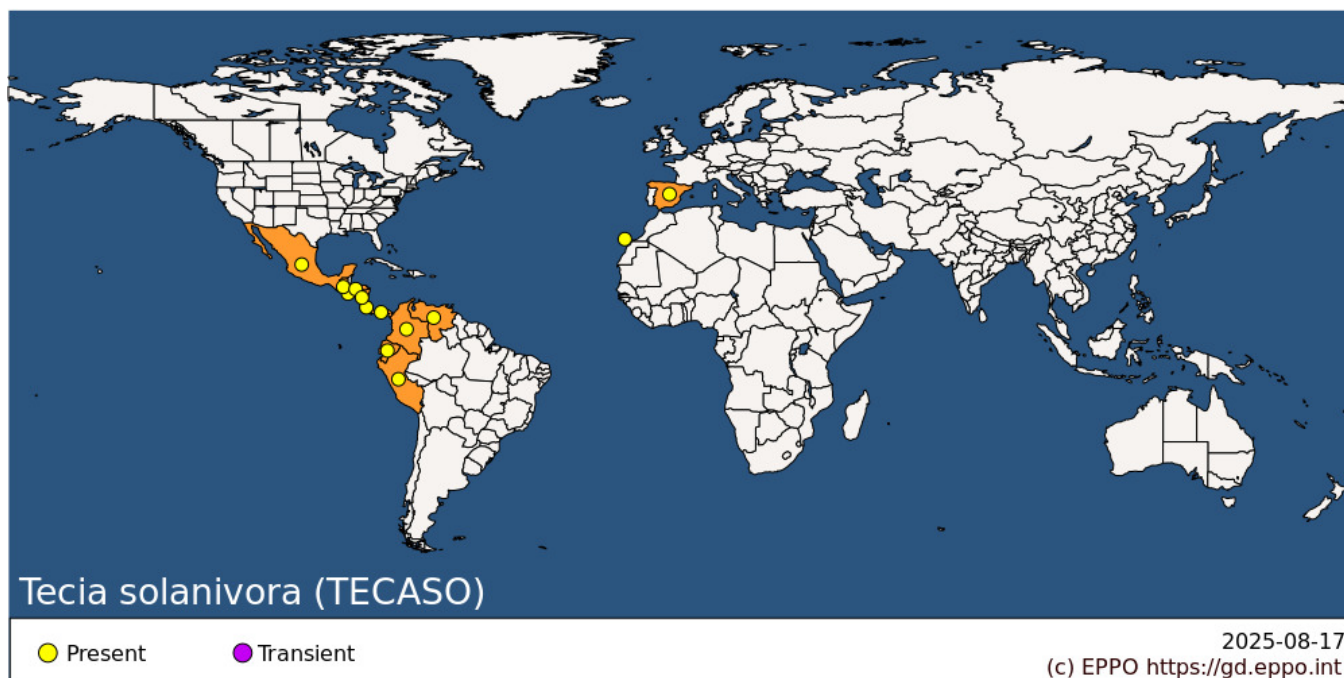 Tecia solanivora (TECASO)
Present
Transient
2025-08-17
(c) EPPO https://gd.eppo.int